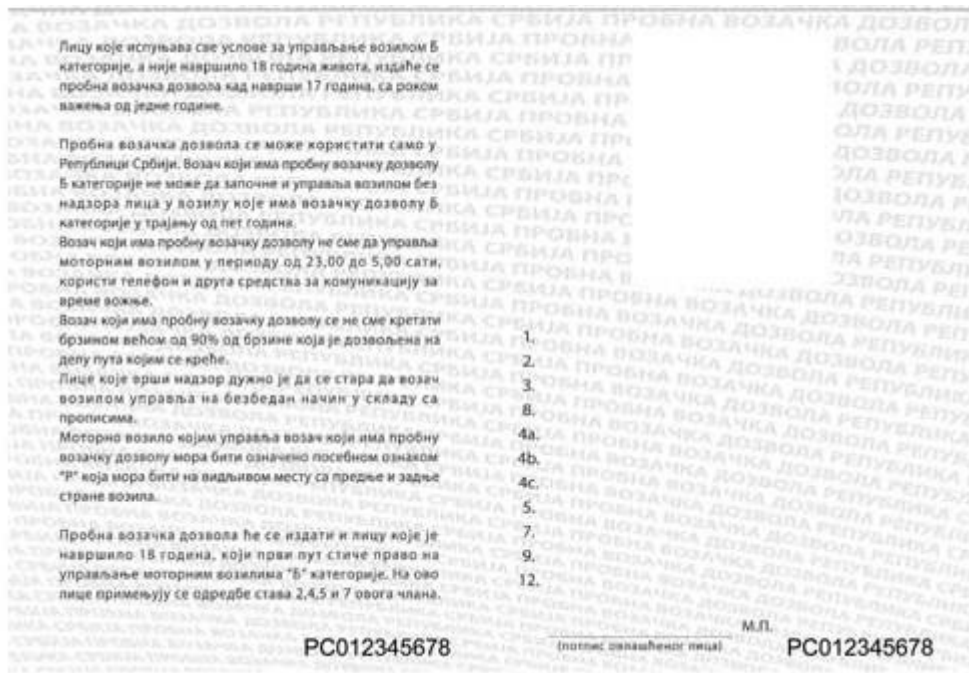 Лицу које испуњава све услове за управљање возилом Б
категорије, а није навршило 18 година живота, издаће се
пробна возачка дозвола кад наврши 17 година, са роком
важења од једне године.
Пробна возачка дозвола се може користити само у
Републици Србији. Возач који има пробну возачку дозволу
Б категорије не може да започне и управља возилом без
надзора лица у возилу које има возачку дозволу Б
категорије у трајању од пет година.
Возач који има пробну возачку дозволу не сме да управља
моторним возилом у периоду од 23,00 до 5,00 сати,
користи телефон и друга средства за комуникацију за
време вожње.
Возач који има пробну возачку дозволу се не сме кретати
брзином већом од 90% од брзине која је дозвољена на
делу пута којим се креће.
Лице које врши надзор дужно је да се стара да возач
возилом управља на безбедан начин у складу са
прописима.
Моторно возило којим управља возач који има пробну
возачку дозволу мора бити означено посебном ознаком
"Р" која мора бити на видљивом месту са предње и задње
стране возила.
Пробна возачка дозвола ће се издати и лицу које је
навршило 18 година, који први пут стиче право на
управљање моторним возилима "Б" категорије. На ово
лице примењују се одредбе става 2,4,5 и 7 овога члана.
PC012345678
1.
2.
3.
8.
4a.
4b.
4c.
5.
7.
9.
12.
М.П.
(потпис овлашћеног лица)
PC012345678